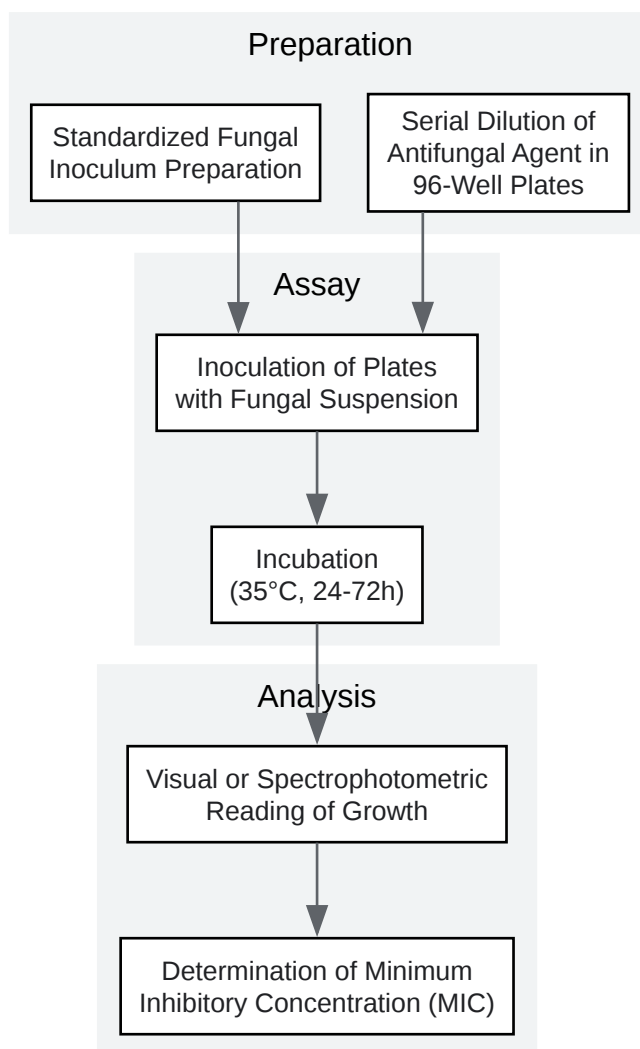 Preparation
Standardized Fungal
Inoculum Preparation
Serial Dilution of
Antifungal Agent in
96-Well Plates
Assay
Inoculation of Plates
with Fungal Suspension
Incubation
(35°C, 24-72h)
Analysis
Visual or Spectrophotometric
Reading of Growth
Determination of Minimum
Inhibitory Concentration (MIC)